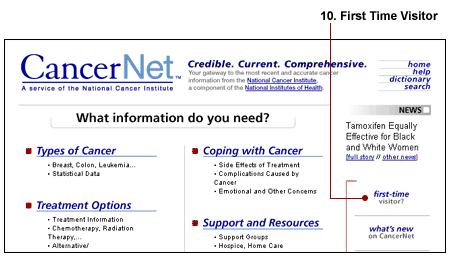 10. First Time Visitor
CancerNet™
A service of the National Cancer Institute
Credible. Current. Comprehensive.
Your gateway to the most recent and accurate cancer
information from the National Cancer Institute,
a component of the National Institutes of Health.
home
help
dictionary
search
What information do you need?
Types of Cancer
• Breast, Colon, Leukemia...
• Statistical Data
Treatment Options
• Treatment Information
• Chemotherapy, Radiation
Therapy,...
• Alternative/
Coping with Cancer
• Side Effects of Treatment
• Complications Caused by
Cancer
• Emotional and Other Concerns
Support and Resources
• Support Groups
• Hospice, Home Care
NEWS
Tamoxifen Equally
Effective for Black
and White Women
[full story // other news]
first-time
visitor?
what's new
on CancerNet